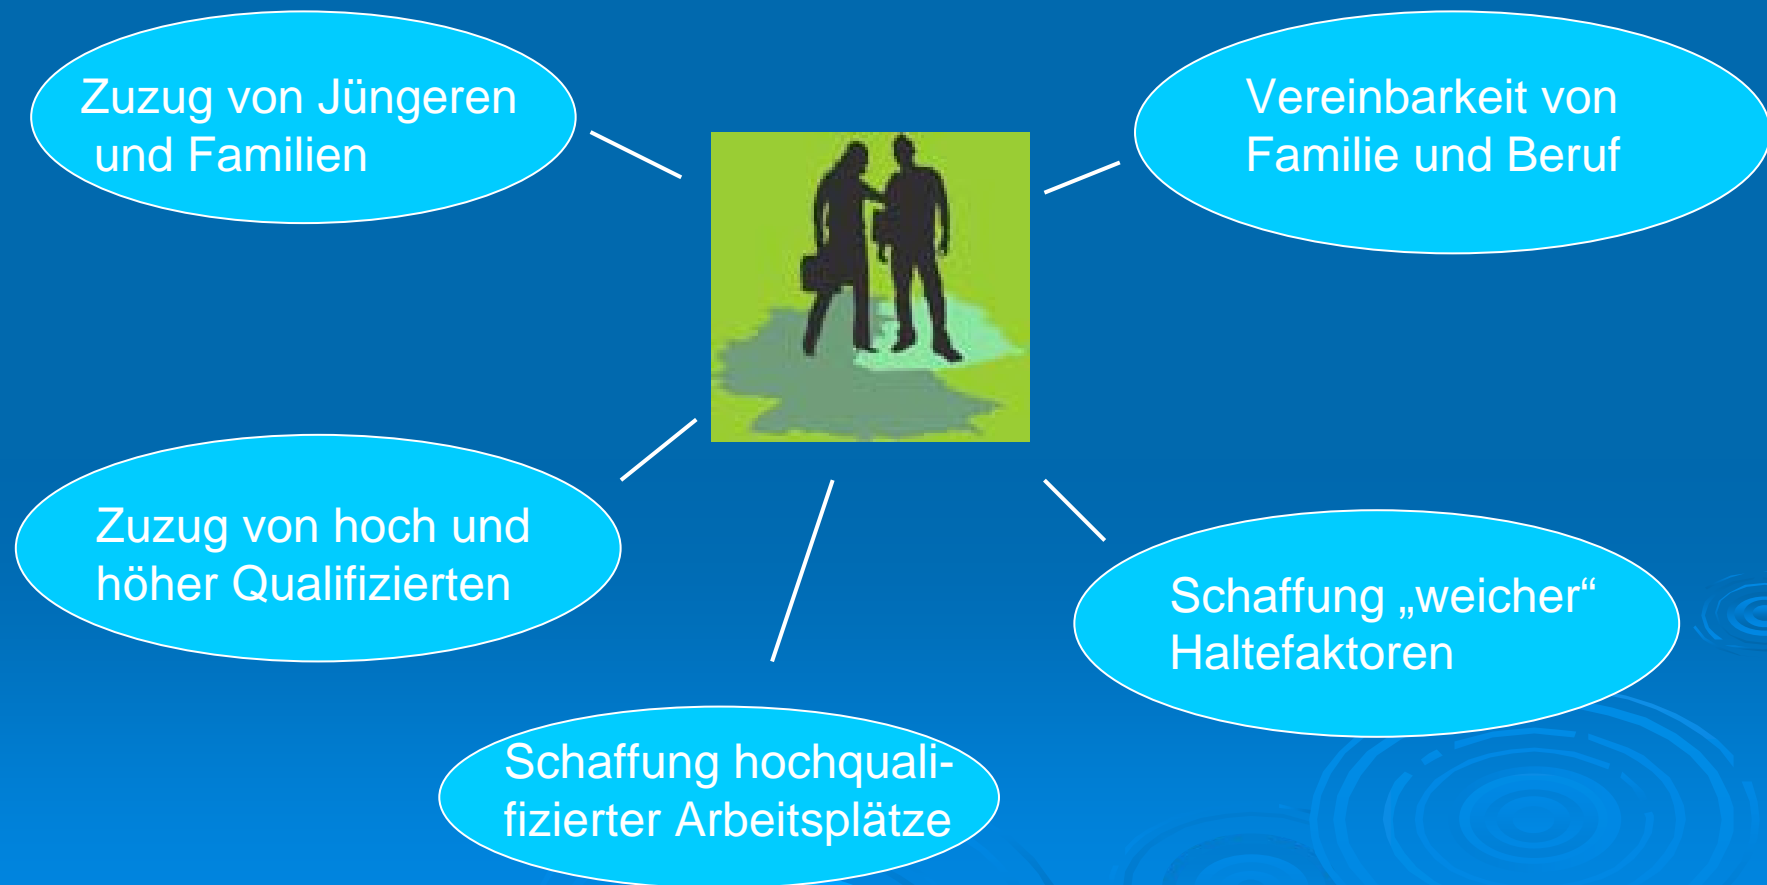 Zuzug von Jüngeren
und Familien
Vereinbarkeit von
Familie und Beruf
Zuzug von hoch und
höher Qualifizierten
Schaffung „weicher“
Haltefaktoren
Schaffung hochquali-
fizierter Arbeitsplätze